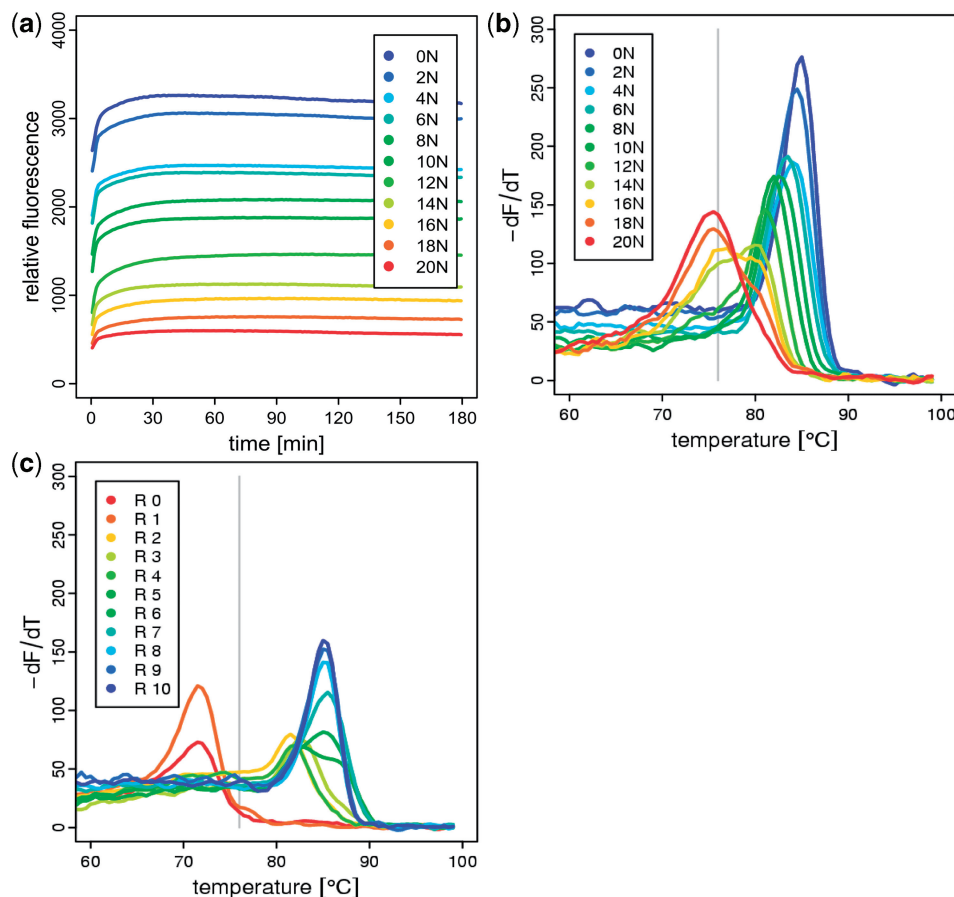 (a)
relative fluorescence
4000
3000
2000
1000
0
0N
2N
4N
6N
8N
10N
12N
14N
16N
18N
20N
0 30 60 90 120 150 180
time [min]
(b)
−dF/dT
300
250
200
150
100
50
0
0N
2N
4N
6N
8N
10N
12N
14N
16N
18N
20N
60 70 80 90 100
temperature [°C]
(c)
−dF/dT
300
250
200
150
100
50
0
R 0
R 1
R 2
R 3
R 4
R 5
R 6
R 7
R 8
R 9
R 10
60 70 80 90 100
temperature [°C]